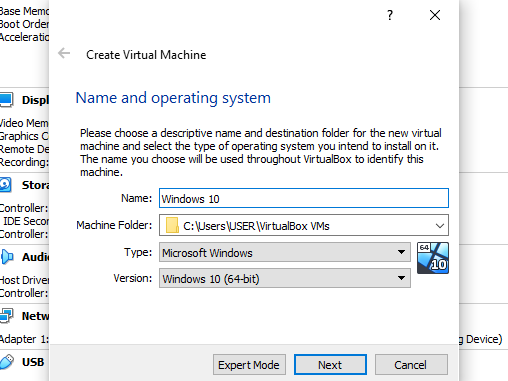 Base Memo
Boot Order
Acceleratio
Displ
Video Mem
Graphics C
Remote De
Recording:
Stora
Controller:
IDE Secon
Controller:
Audio
Host Driver
Controller:
Netw
Adapter 1:
g Device)
USB
?
Create Virtual Machine
Name and operating system
Please choose a descriptive name and destination folder for the new virtual
machine and select the type of operating system you intend to install on it.
The name you choose will be used throughout VirtualBox to identify this
machine.
Name: Windows 10
Machine Folder: C:\Users\USER\VirtualBox VMs
Type: Microsoft Windows
64
10
Version: Windows 10 (64-bit)
Expert Mode Next Cancel